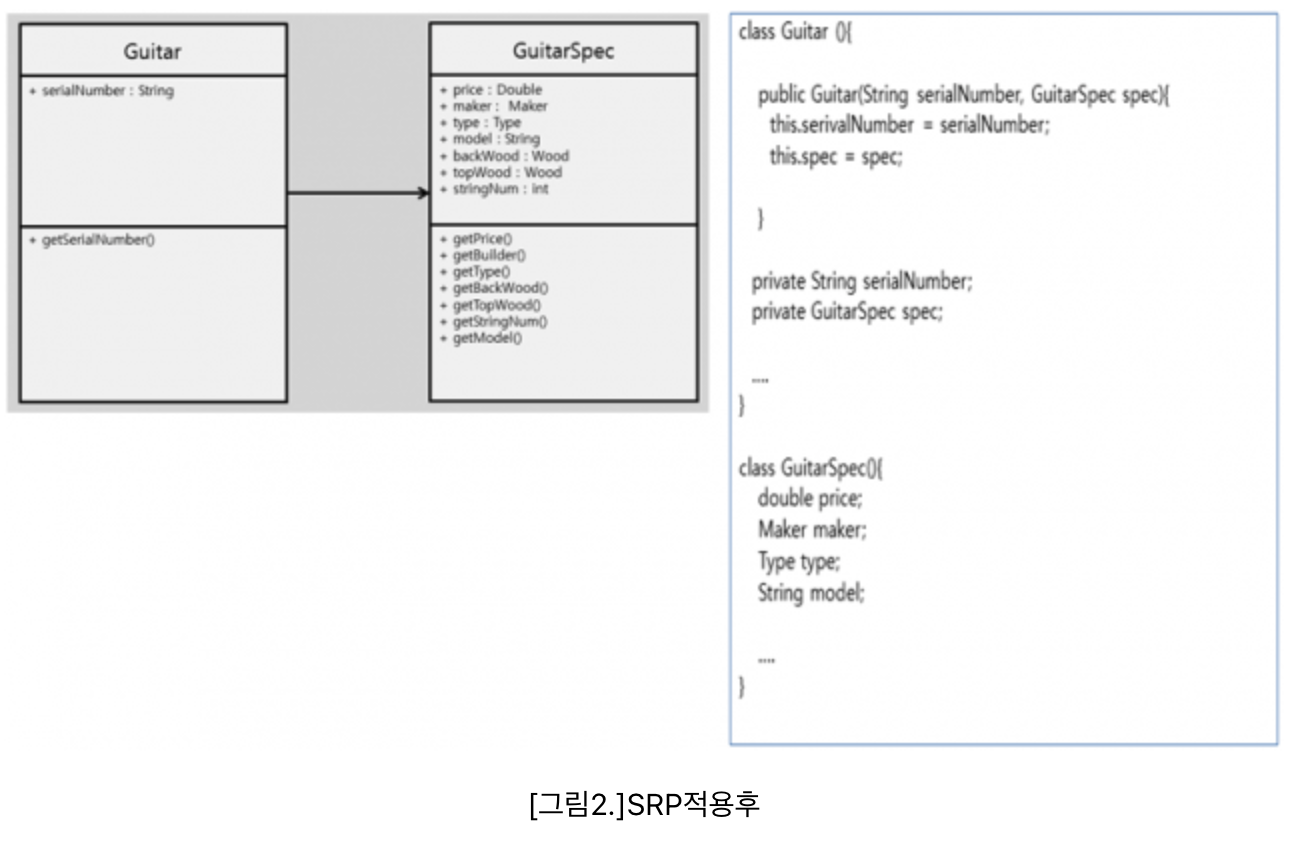 Guitar
+ serialNumber : String
+ getSerialNumber()
GuitarSpec
+ price : Double
+ maker : Maker
+ type : Type
+ model : String
+ backWood : Wood
+ topWood : Wood
+ stringNum : int
+ getPrice()
+ getBuilder()
+ getType()
+ getBackWood()
+ getTopWood()
+ getStringNum()
+ getModel()
class Guitar (){
public Guitar(String serialNumber, GuitarSpec spec){
this.serivalNumber = serialNumber;
this.spec = spec;
}
private String serialNumber;
private GuitarSpec spec;
....
}
class GuitarSpec(){
double price;
Maker maker;
Type type;
String model;
....
}
[그림2.]SRP적용후